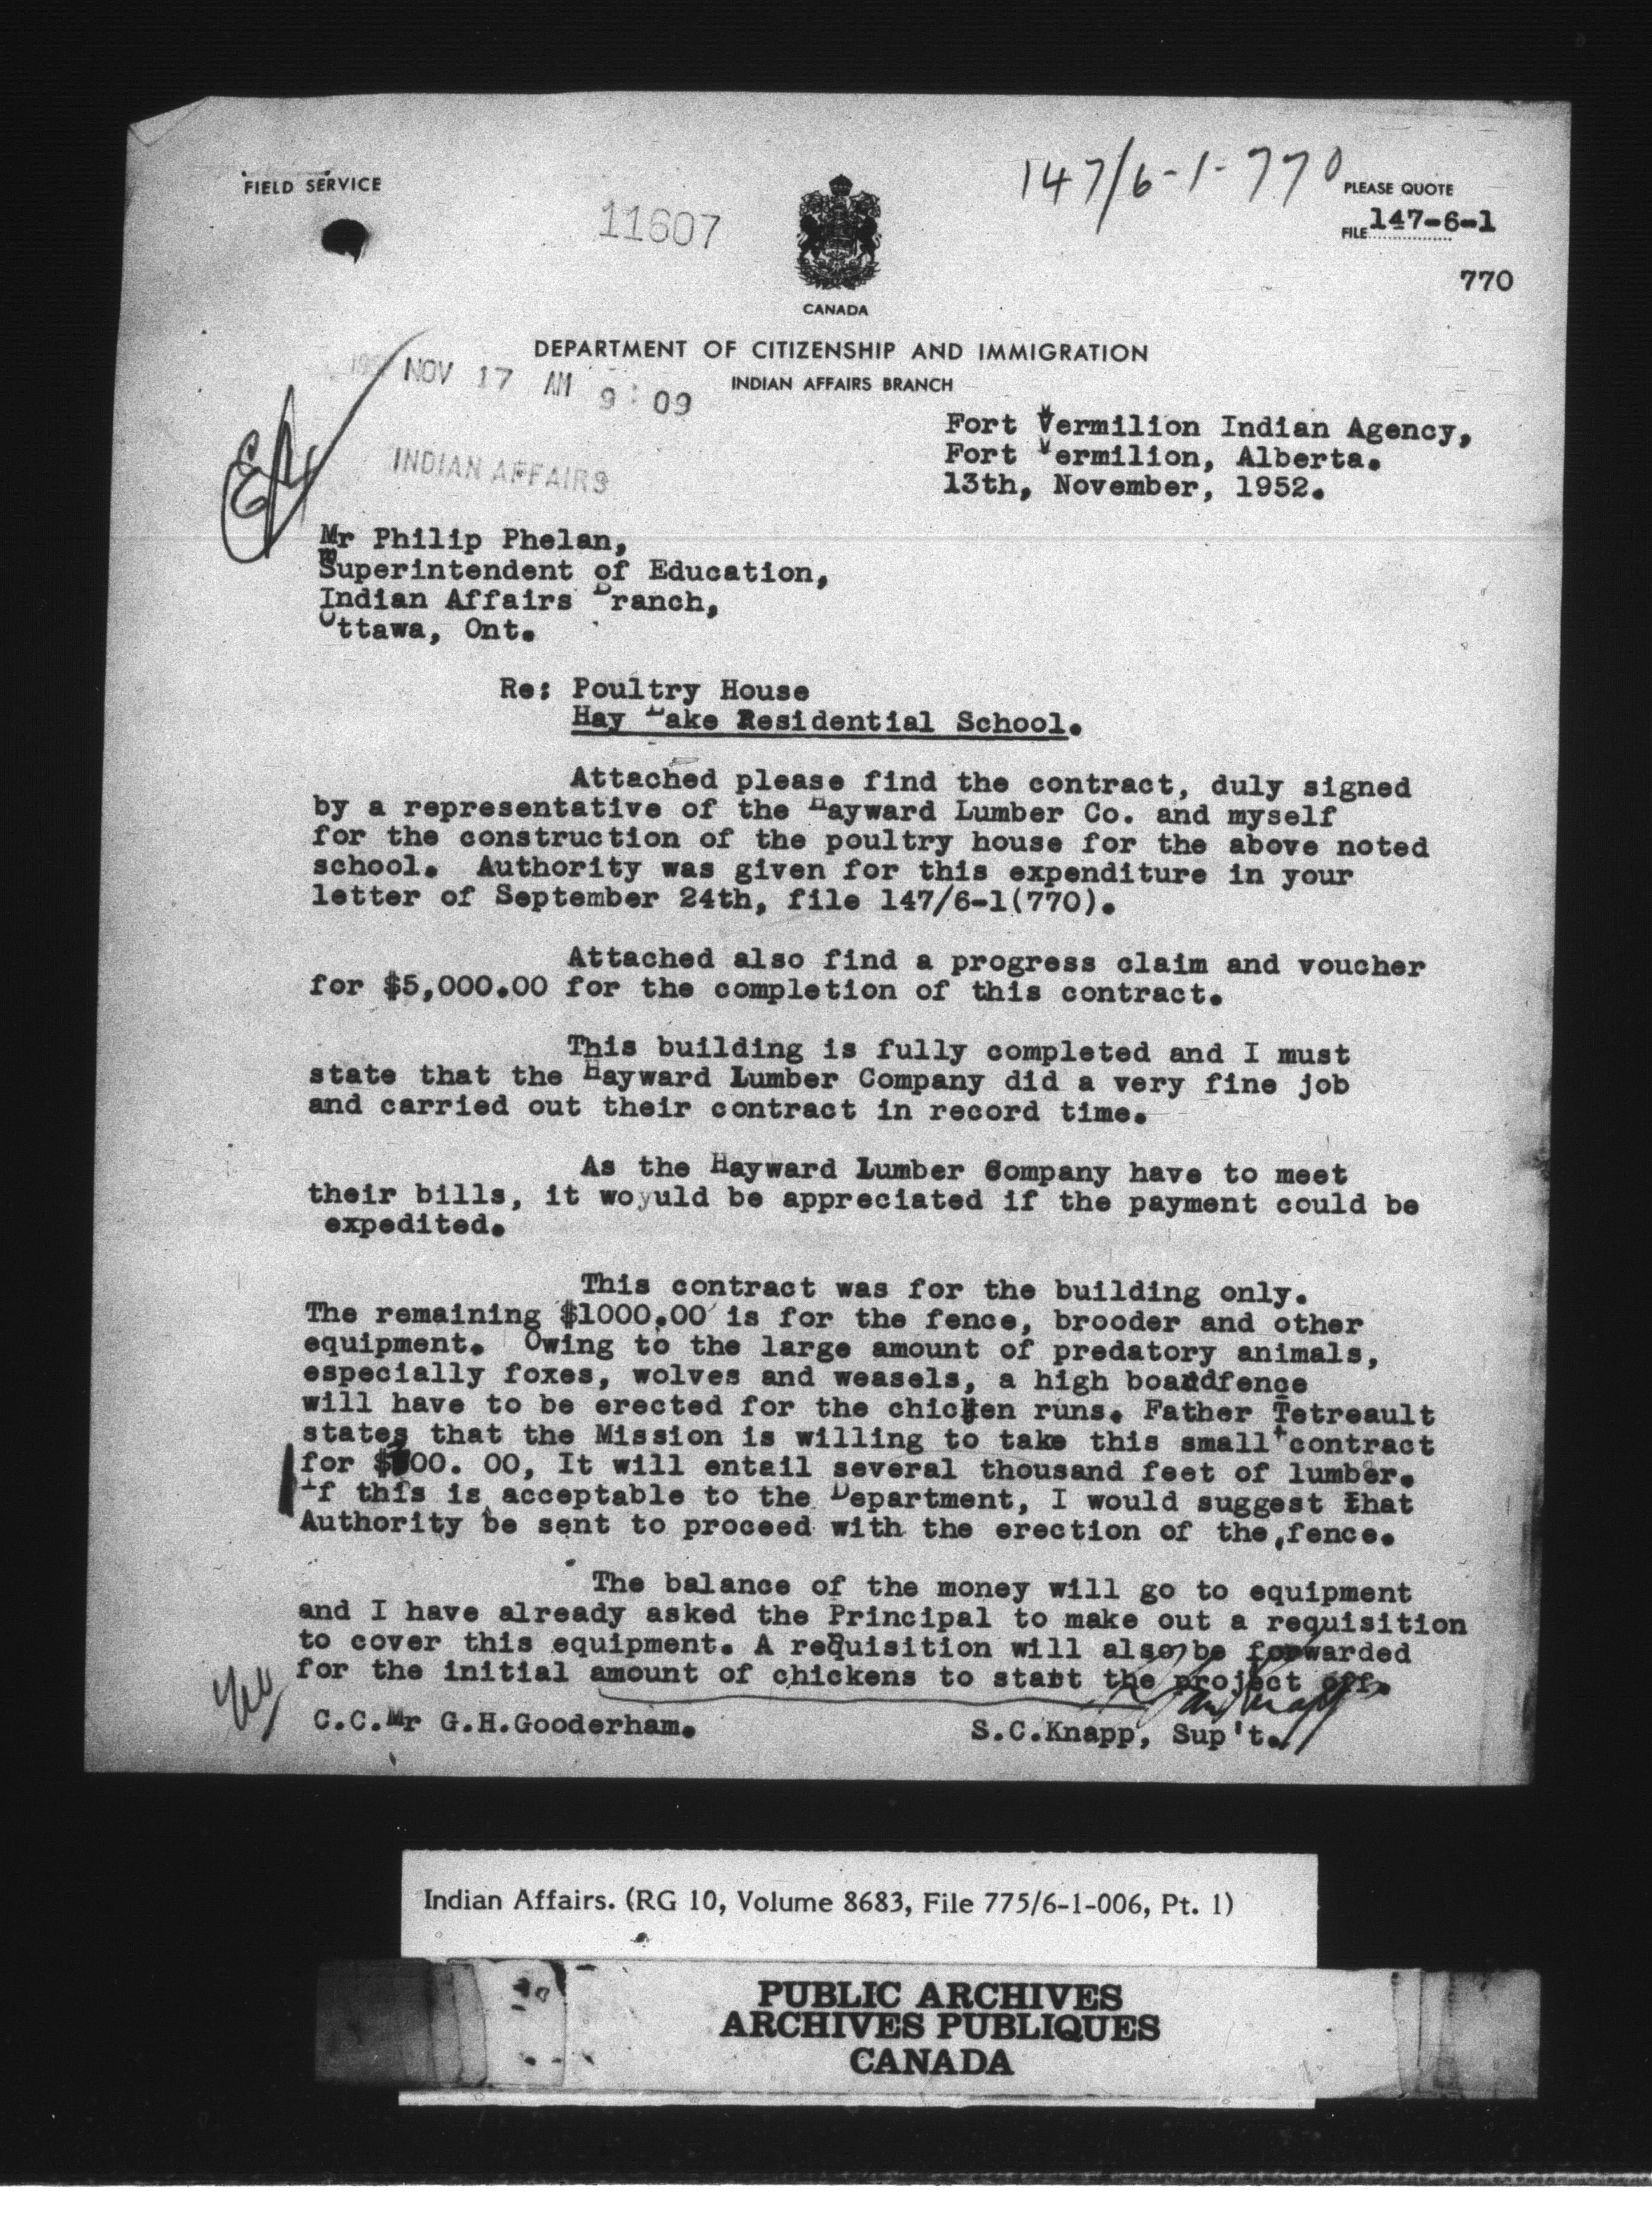 FIELD SERVICE
147/6-1-770
PLEASE QUOTE
FILE 147-6-1
770
11607
CANADA
DEPARTMENT OF CITIZENSHIP AND IMMIGRATION
INDIAN AFFAIRS BRANCH
NOV 17 AM 9:09
INDIAN AFFAIRS
Fort Vermilion Indian Agency,
Fort Vermilion, Alberta.
13th, November, 1952.
Mr Philip Phelan,
Superintendent of Education,
Indian Affairs Branch,
Ottawa, Ont.
Re: Poultry House
Hay Lake Residential School.
Attached please find the contract, duly signed
by a representative of the Hayward Lumber Co. and myself
for the construction of the poultry house for the above noted
school. Authority was given for this expenditure in your
letter of September 24th, file 147/6-1(770).
Attached also find a progress claim and voucher
for $5,000.00 for the completion of this contract.
This building is fully completed and I must
state that the Hayward Lumber Company did a very fine job
and carried out their contract in record time.
As the Hayward Lumber Company have to meet
their bills, it woyuld be appreciated if the payment could be
expedited.
This contract was for the building only.
The remaining $1000.00 is for the fence, brooder and other
equipment. Owing to the large amount of predatory animals,
especially foxes, wolves and weasels, a high boardfence
will have to be erected for the chicken runs. Father Tetreault
states that the Mission is willing to take this small contract
for 00. 00, It will entail several thousand feet of lumber.
If this is acceptable to the Department, I would suggest that
Authority be sent to proceed with the erection of the fence.
The balance of the money will go to equipment
and I have already asked the Principal to make out a requisition
to cover this equipment. A requisition will also be forwarded
for the initial amount of chickens to start the project off.
C.C.Mr G.H.Gooderham.
S.C.Knapp, Sup't.
Indian Affairs. (RG 10, Volume 8683, File 775/6-1-006, Pt. 1)
PUBLIC ARCHIVES
ARCHIVES PUBLIQUES
CANADA